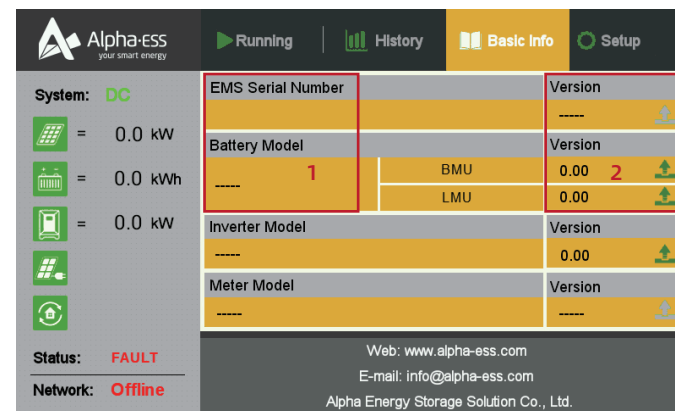 Alpha·ESS
your smart energy
Running
History
Basic Info
Setup
System: DC
= 0.0 kW
= 0.0 kWh
= 0.0 kW
Status: FAULT
Network: Offline
EMS Serial Number Version
-----
Battery Model Version
1 BMU 0.00 2
-----
LMU 0.00
Inverter Model Version
----- 0.00
Meter Model Version
----- -----
Web: www.alpha-ess.com
E-mail: info@alpha-ess.com
Alpha Energy Storage Solution Co., Ltd.